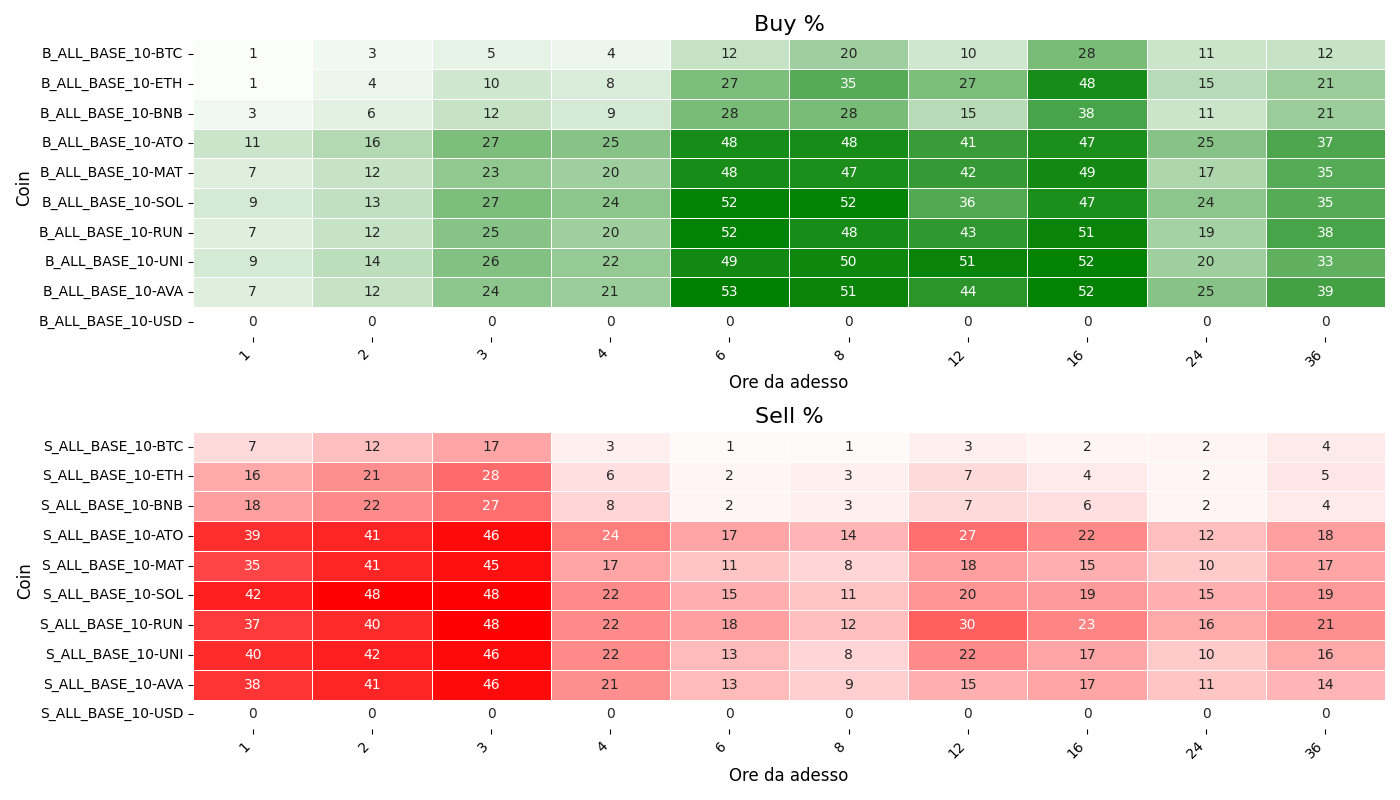 Buy %
Coin
B_ALL_BASE_10-BTC 1 3 5 4 12 20 10 28 11 12
B_ALL_BASE_10-ETH 1 4 10 8 27 35 27 48 15 21
B_ALL_BASE_10-BNB 3 6 12 9 28 28 15 38 11 21
B_ALL_BASE_10-ATO 11 16 27 25 48 48 41 47 25 37
B_ALL_BASE_10-MAT 7 12 23 20 48 47 42 49 17 35
B_ALL_BASE_10-SOL 9 13 27 24 52 52 36 47 24 35
B_ALL_BASE_10-RUN 7 12 25 20 52 48 43 51 19 38
B_ALL_BASE_10-UNI 9 14 26 22 49 50 51 52 20 33
B_ALL_BASE_10-AVA 7 12 24 21 53 51 44 52 25 39
B_ALL_BASE_10-USD 0 0 0 0 0 0 0 0 0 0
1 2 3 4 6 8 12 16 24 36
Ore da adesso
Sell %
Coin
S_ALL_BASE_10-BTC 7 12 17 3 1 1 3 2 2 4
S_ALL_BASE_10-ETH 16 21 28 6 2 3 7 4 2 5
S_ALL_BASE_10-BNB 18 22 27 8 2 3 7 6 2 4
S_ALL_BASE_10-ATO 39 41 46 24 17 14 27 22 12 18
S_ALL_BASE_10-MAT 35 41 45 17 11 8 18 15 10 17
S_ALL_BASE_10-SOL 42 48 48 22 15 11 20 19 15 19
S_ALL_BASE_10-RUN 37 40 48 22 18 12 30 23 16 21
S_ALL_BASE_10-UNI 40 42 46 22 13 8 22 17 10 16
S_ALL_BASE_10-AVA 38 41 46 21 13 9 15 17 11 14
S_ALL_BASE_10-USD 0 0 0 0 0 0 0 0 0 0
1 2 3 4 6 8 12 16 24 36
Ore da adesso